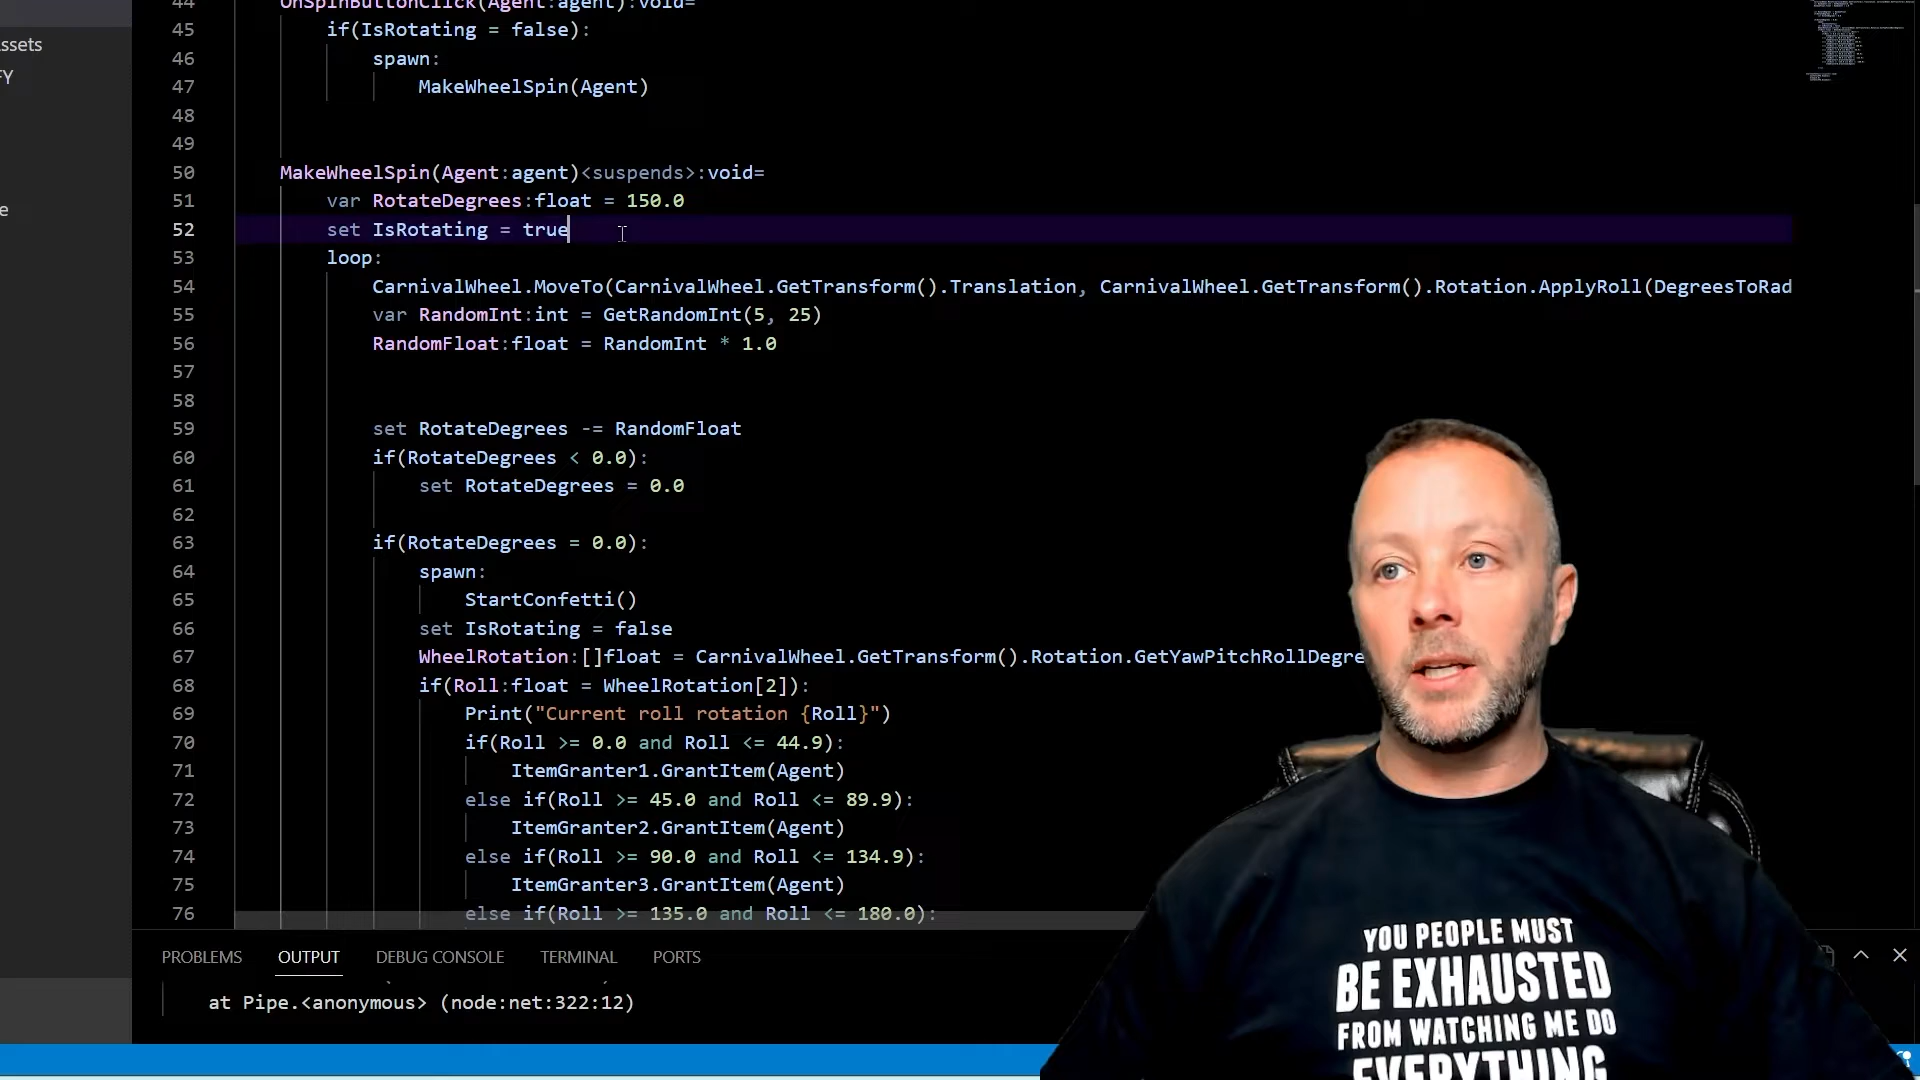 ssets
FY
e
44 OnSpinButtonClick(Agent:agent):void=
45 if(IsRotating = false):
46 spawn:
47 MakeWheelSpin(Agent)
48
49
50 MakeWheelSpin(Agent:agent)<suspends>:void=
51 var RotateDegrees:float = 150.0
52 set IsRotating = true
53 loop:
54 CarnivalWheel.MoveTo(CarnivalWheel.GetTransform().Translation, CarnivalWheel.GetTransform().Rotation.ApplyRoll(DegreesToRad
55 var RandomInt:int = GetRandomInt(5, 25)
56 RandomFloat:float = RandomInt * 1.0
57
58
59 set RotateDegrees -= RandomFloat
60 if(RotateDegrees < 0.0):
61 set RotateDegrees = 0.0
62
63 if(RotateDegrees = 0.0):
64 spawn:
65 StartConfetti()
66 set IsRotating = false
67 WheelRotation:[]float = CarnivalWheel.GetTransform().Rotation.GetYawPitchRollDegre
68 if(Roll:float = WheelRotation[2]):
69 Print("Current roll rotation {Roll}")
70 if(Roll >= 0.0 and Roll <= 44.9):
71 ItemGranter1.GrantItem(Agent)
72 else if(Roll >= 45.0 and Roll <= 89.9):
73 ItemGranter2.GrantItem(Agent)
74 else if(Roll >= 90.0 and Roll <= 134.9):
75 ItemGranter3.GrantItem(Agent)
76 else if(Roll >= 135.0 and Roll <= 180.0):
PROBLEMS OUTPUT DEBUG CONSOLE TERMINAL PORTS
at Pipe.<anonymous> (node:net:322:12)
YOU PEOPLE MUST
BE EXHAUSTED
FROM WATCHING ME DO
EVERYTHING